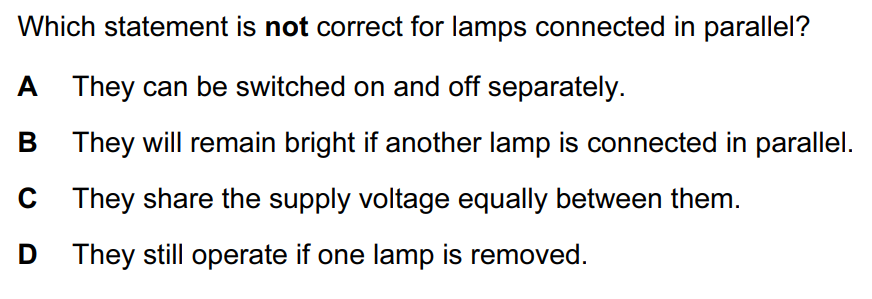 Which statement is not correct for lamps connected in parallel?
A They can be switched on and off separately.
B They will remain bright if another lamp is connected in parallel.
C They share the supply voltage equally between them.
D They still operate if one lamp is removed.